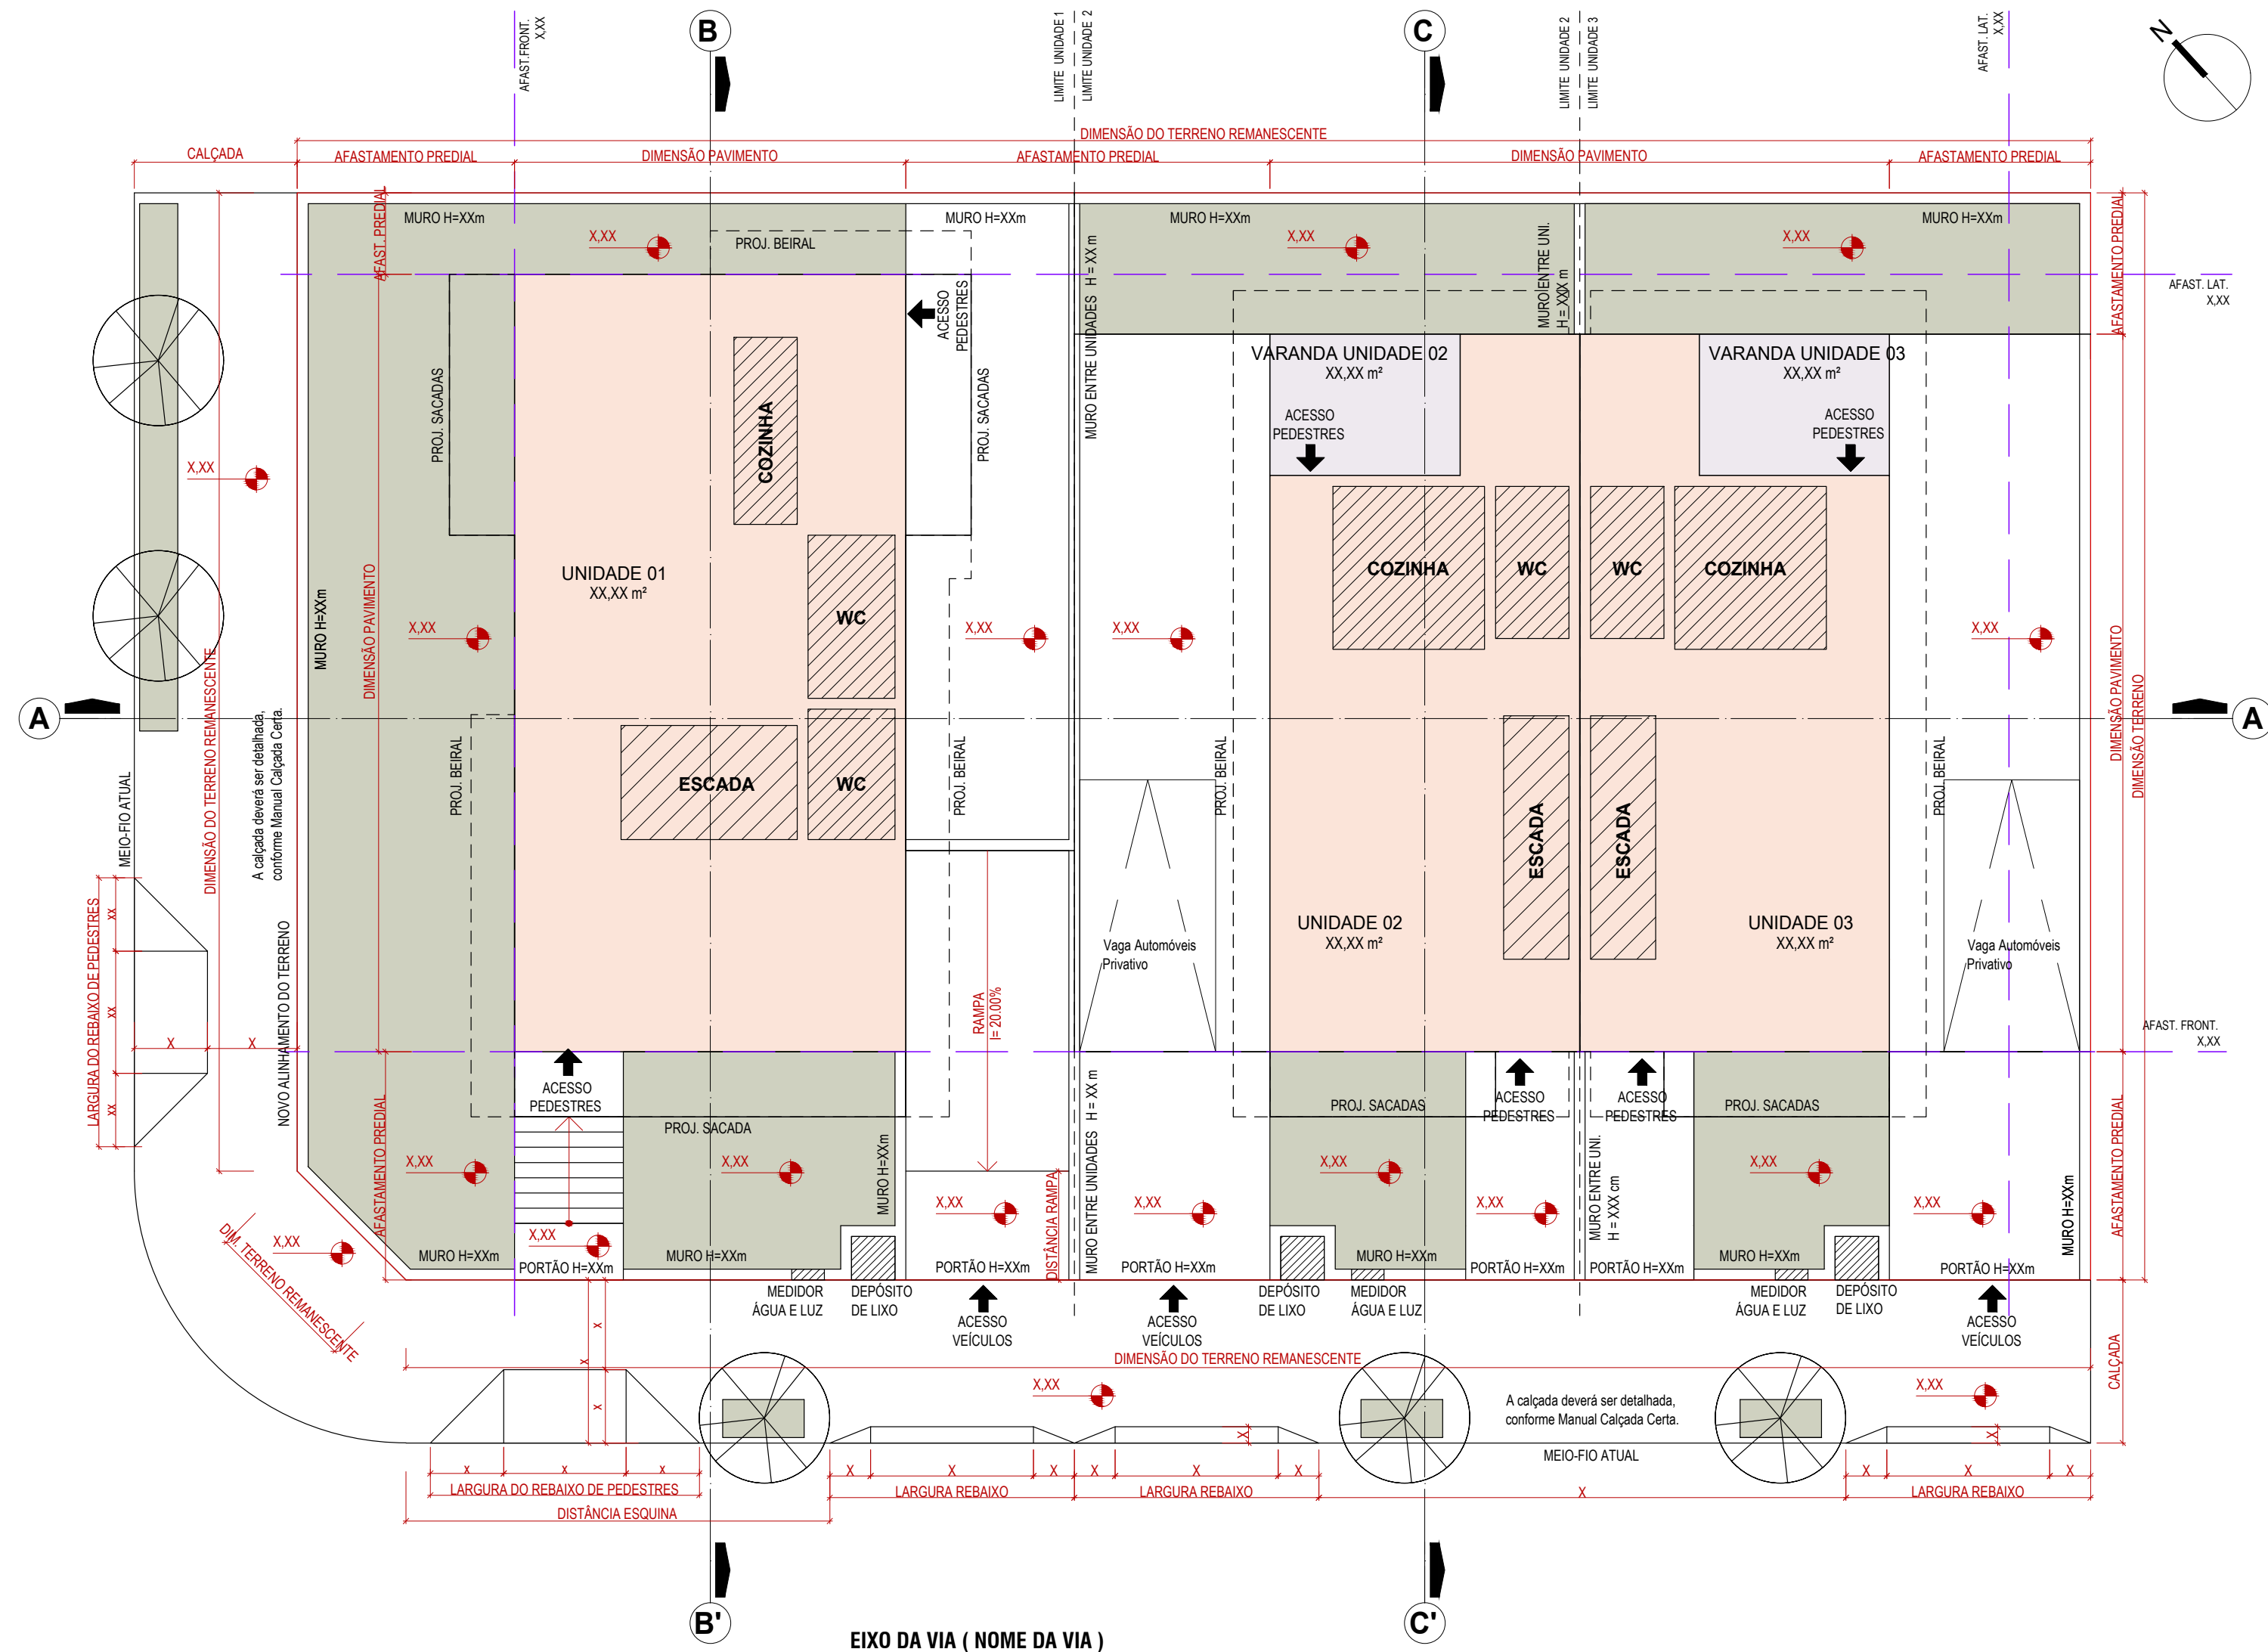 B
C
N
AFAST.FRONT.
X,XX
LIMITE UNIDADE 1
LIMITE UNIDADE 2
LIMITE UNIDADE 2
LIMITE UNIDADE 3
AFAST. LAT.
X,XX
DIMENSÃO DO TERRENO REMANESCENTE
CALÇADA
AFASTAMENTO PREDIAL
DIMENSÃO PAVIMENTO
AFASTAMENTO PREDIAL
DIMENSÃO PAVIMENTO
AFASTAMENTO PREDIAL
AFAST. PREDIAL
MURO H=XXm
MURO H=XXm
MURO H=XXm
MURO H=XXm
X,XX
PROJ. BEIRAL
X,XX
X,XX
AFASTAMENTO PREDIAL
AFAST. LAT.
X,XX
ACESSO
PEDESTRES
MURO ENTRE UNIDADES H = XX m
MURO ENTRE UNI.
H = XXX m
PROJ. SACADAS
PROJ. SACADAS
COZINHA
VARANDA UNIDADE 02
XX,XX m²
VARANDA UNIDADE 03
XX,XX m²
ACESSO
PEDESTRES
ACESSO
PEDESTRES
X,XX
UNIDADE 01
XX,XX m²
COZINHA
WC
WC
COZINHA
MURO H=XXm
DIMENSÃO PAVIMENTO
X,XX
WC
X,XX
X,XX
X,XX
DIMENSÃO DO TERRENO REMANESCENTE
DIMENSÃO PAVIMENTO
DIMENSÃO TERRENO
A
A
A calçada deverá ser detalhada,
conforme Manual Calçada Certa.
MEIO-FIO ATUAL
PROJ. BEIRAL
ESCADA
WC
PROJ. BEIRAL
PROJ. BEIRAL
ESCADA
ESCADA
PROJ. BEIRAL
LARGURA DO REBAIXO DE PEDESTRES
XX
XX
XX
X
X
NOVO ALINHAMENTO DO TERRENO
UNIDADE 02
XX,XX m²
UNIDADE 03
XX,XX m²
Vaga Automóveis
Privativo
Vaga Automóveis
Privativo
RAMPA
I= 20.00%
AFAST. FRONT.
X,XX
ACESSO
PEDESTRES
PROJ. SACADA
PROJ. SACADAS
ACESSO
PEDESTRES
ACESSO
PEDESTRES
PROJ. SACADAS
AFASTAMENTO PREDIAL
X,XX
X,XX
MURO H=XXm
MURO ENTRE UNIDADES H = XX m
X,XX
MURO ENTRE UNI.
H = XXX cm
X,XX
MURO H=XXm
AFASTAMENTO PREDIAL
X,XX
X,XX
X,XX
X,XX
X,XX
X,XX
DISTÂNCIA RAMPA
DIM. TERRENO REMANESCENTE
MURO H=XXm
PORTÃO H=XXm
MURO H=XXm
PORTÃO H=XXm
PORTÃO H=XXm
MURO H=XXm
PORTÃO H=XXm
PORTÃO H=XXm
MURO H=XXm
PORTÃO H=XXm
X,XX
MEDIDOR
ÁGUA E LUZ
DEPÓSITO
DE LIXO
ACESSO
VEÍCULOS
ACESSO
VEÍCULOS
DEPÓSITO
DE LIXO
MEDIDOR
ÁGUA E LUZ
MEDIDOR
ÁGUA E LUZ
DEPÓSITO
DE LIXO
ACESSO
VEÍCULOS
X
X
X
DIMENSÃO DO TERRENO REMANESCENTE
CALÇADA
X,XX
A calçada deverá ser detalhada,
conforme Manual Calçada Certa.
X,XX
MEIO-FIO ATUAL
X
X
X
X
X
X
X
X
X
X
X
X
X
X
LARGURA DO REBAIXO DE PEDESTRES
LARGURA REBAIXO
LARGURA REBAIXO
X
LARGURA REBAIXO
DISTÂNCIA ESQUINA
B'
C'
EIXO DA VIA ( NOME DA VIA )